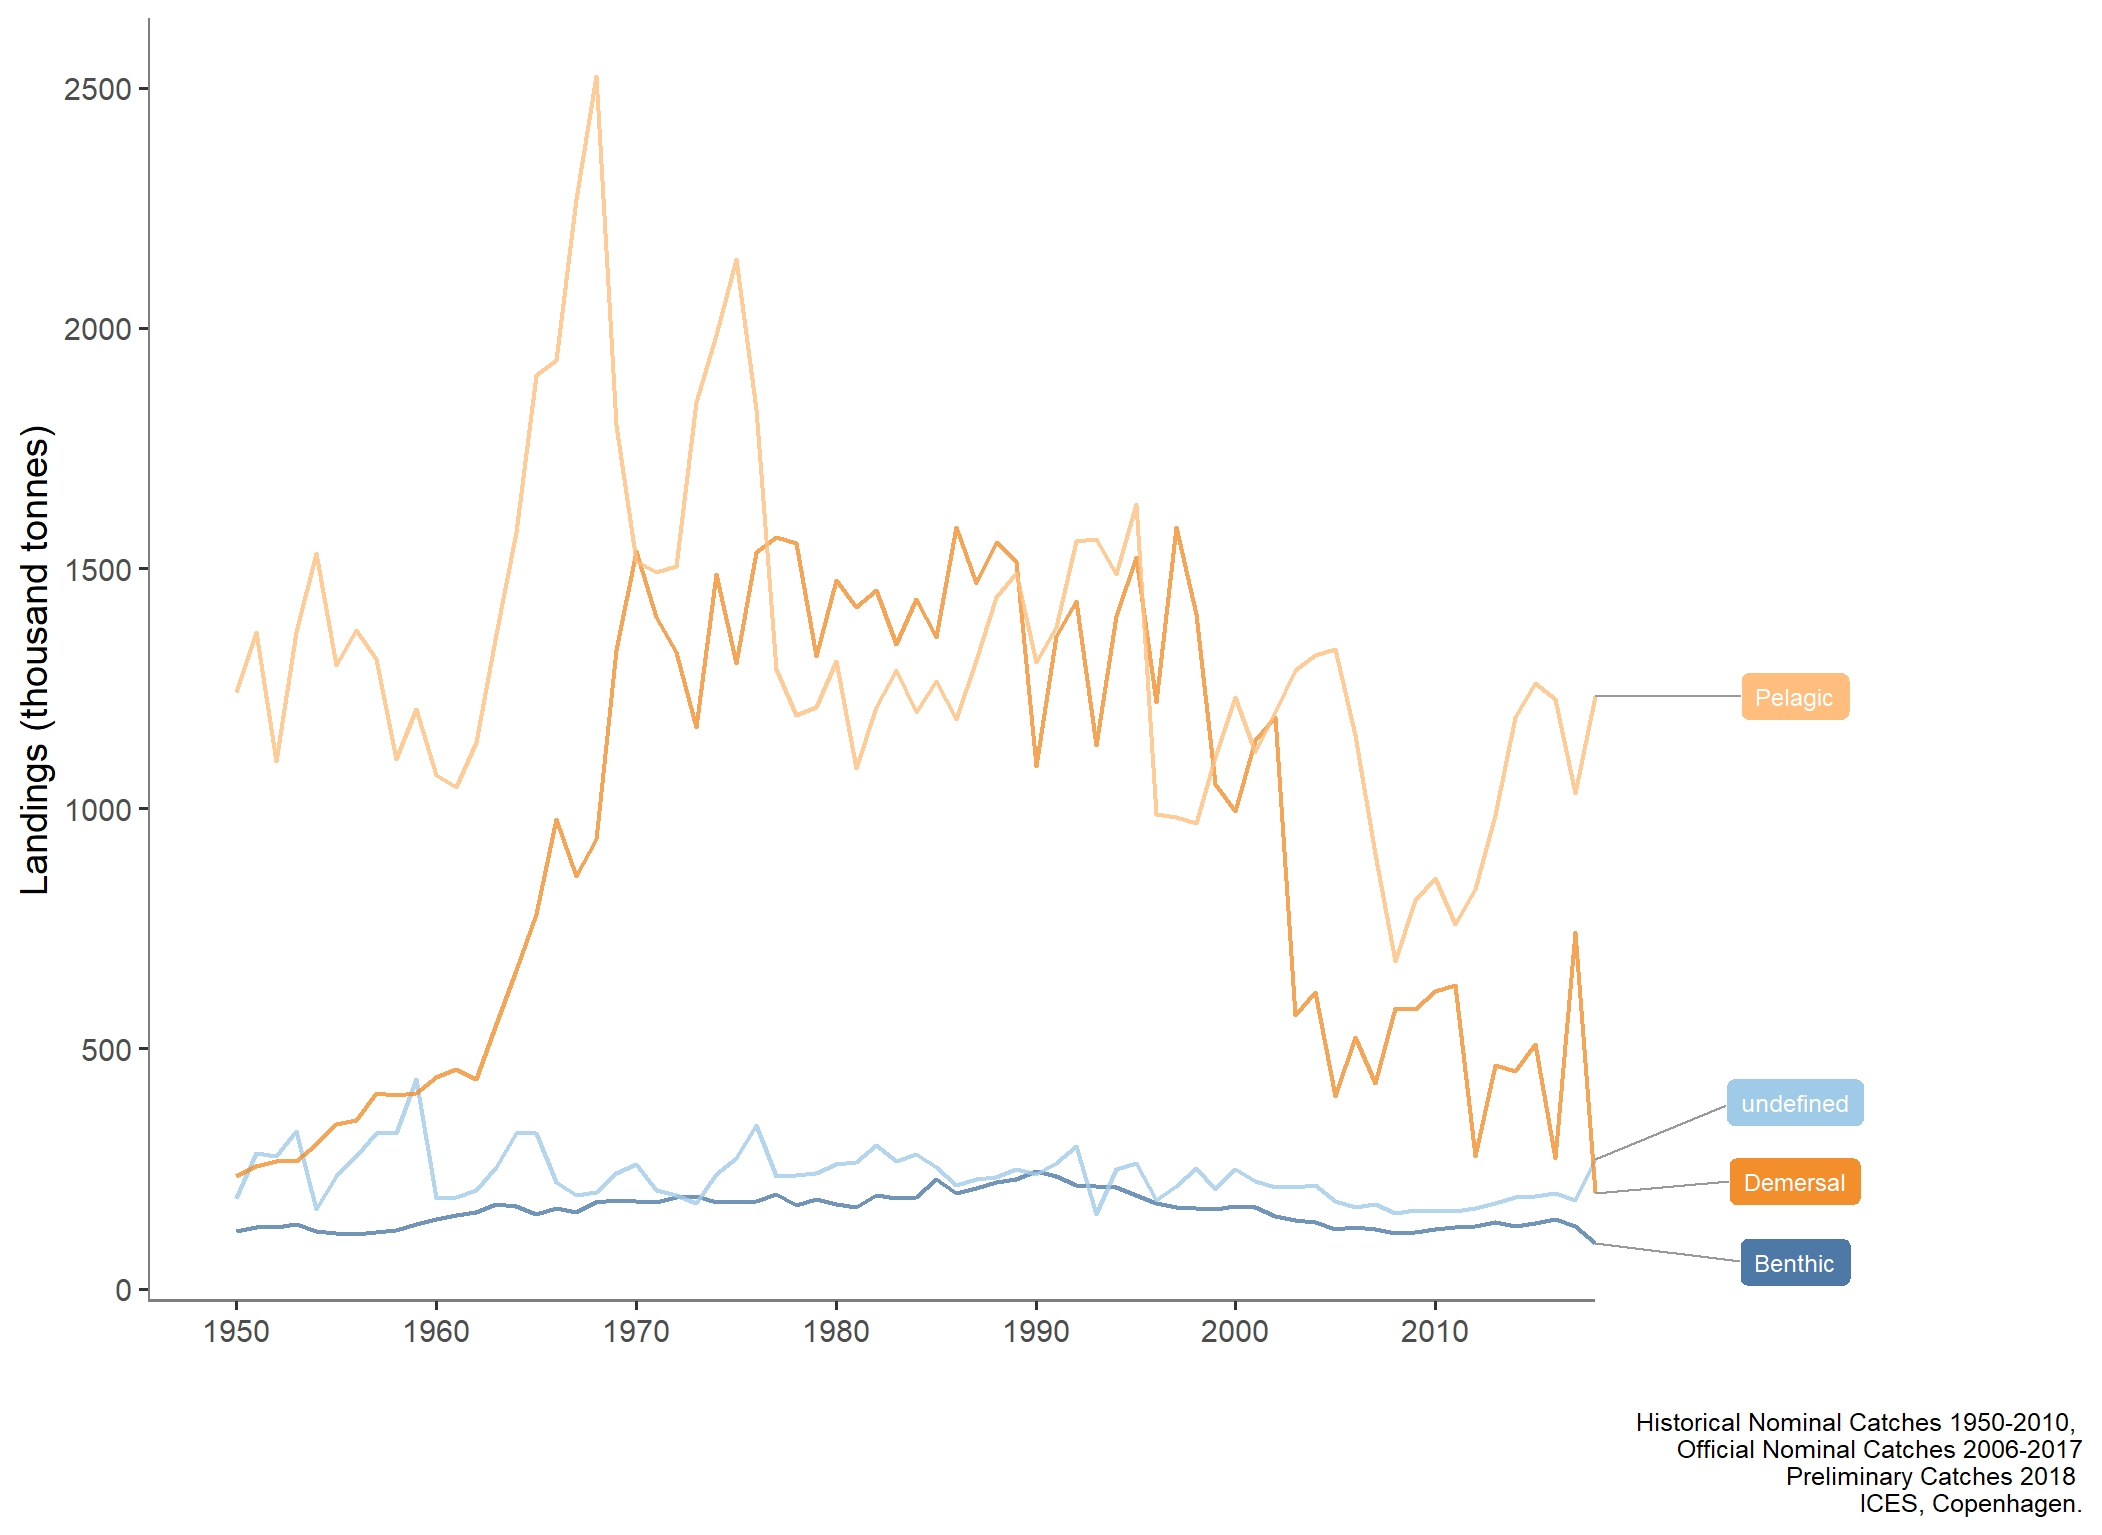 Landings (thousand tonnes)
2500
2000
1500
1000
500
0
1950 1960 1970 1980 1990 2000 2010
Pelagic
undefined
Demersal
Benthic
Historical Nominal Catches 1950-2010,
Official Nominal Catches 2006-2017
Preliminary Catches 2018
ICES, Copenhagen.